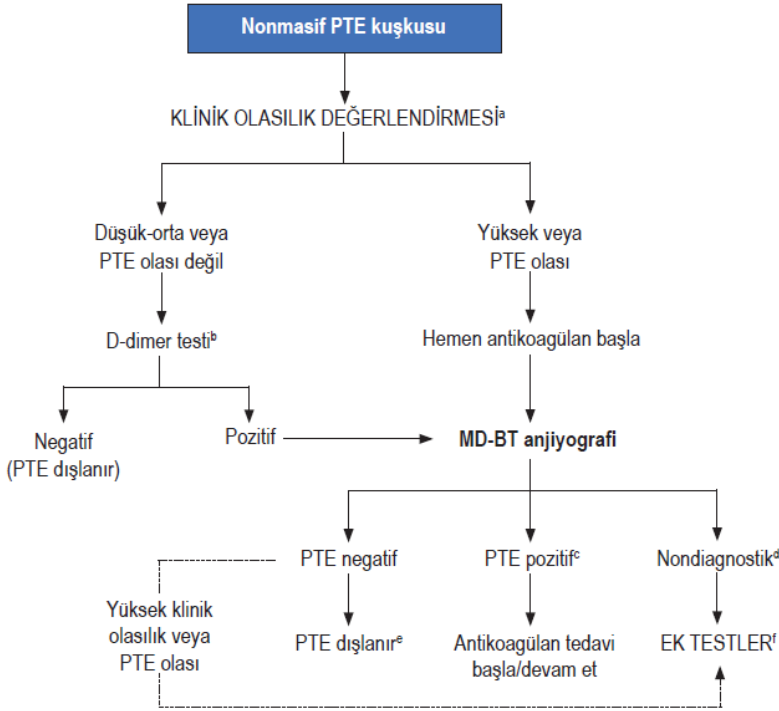 Nonmasif PTE kuşkusu
KLİNİK OLASILIK DEĞERLENDİRMESİᵃ
Düşük-orta veya
PTE olası değil
Yüksek veya
PTE olası
D-dimer testiᵇ
Hemen antikoagülan başla
Negatif
(PTE dışlanır)
Pozitif
MD-BT anjiyografi
PTE negatif
PTE pozitifᶜ
Nondiagnostikᵈ
Yüksek klinik
olasılık veya
PTE olası
PTE dışlanırᵉ
Antikoagülan tedavi
başla/devam et
EK TESTLERᶠ